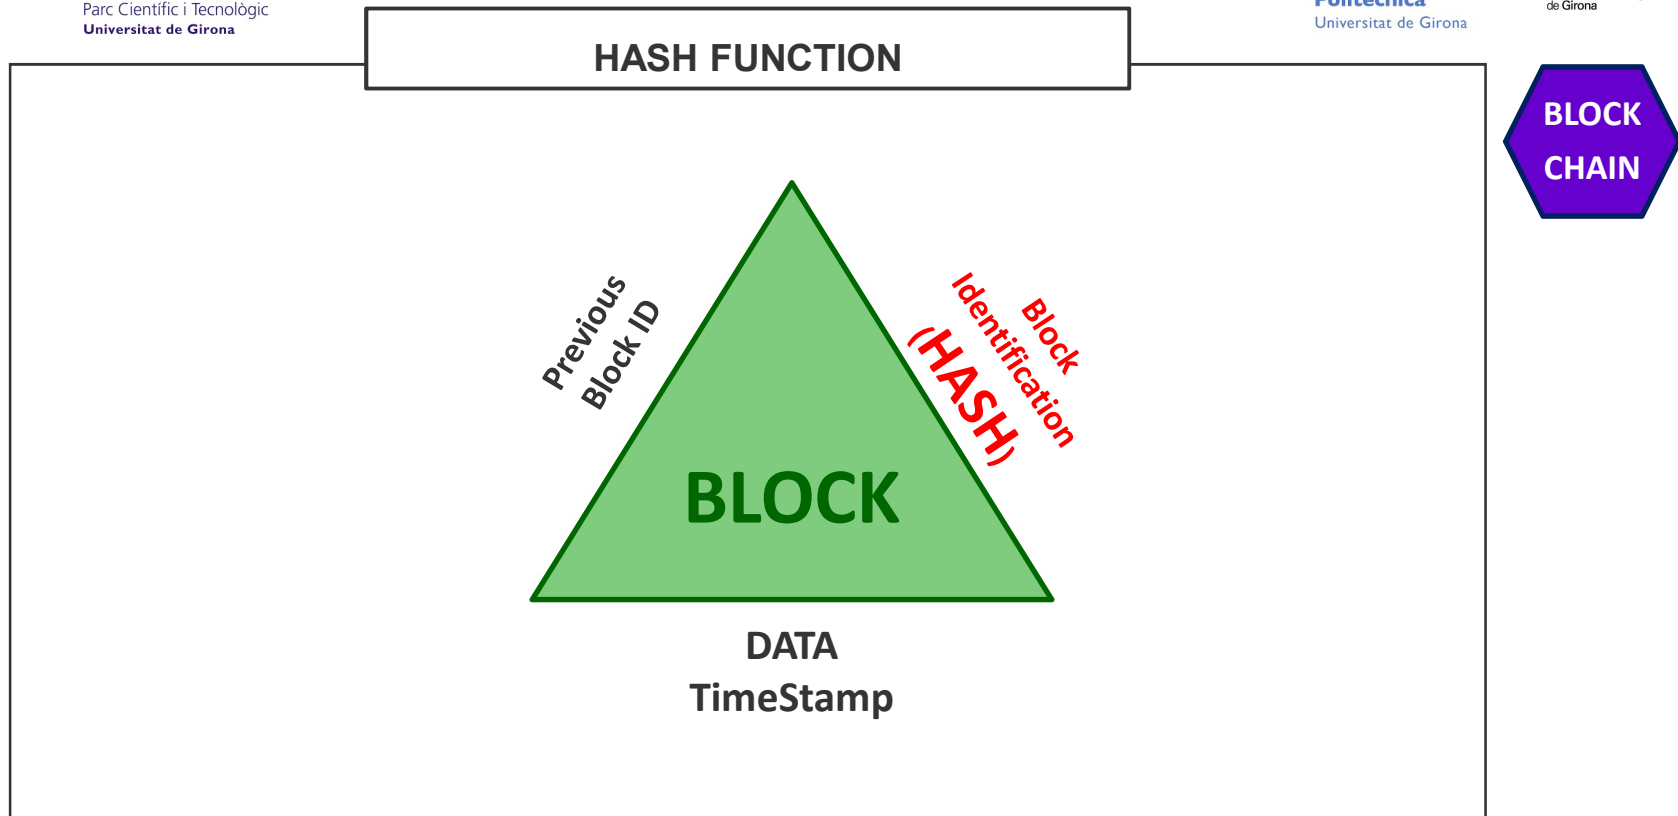 Parc Científic i Tecnològic
Universitat de Girona
Politècnica
Universitat de Girona
de Girona
HASH FUNCTION
BLOCK
CHAIN
Previous
Block ID
Block
Identification
(HASH)
BLOCK
DATA
TimeStamp